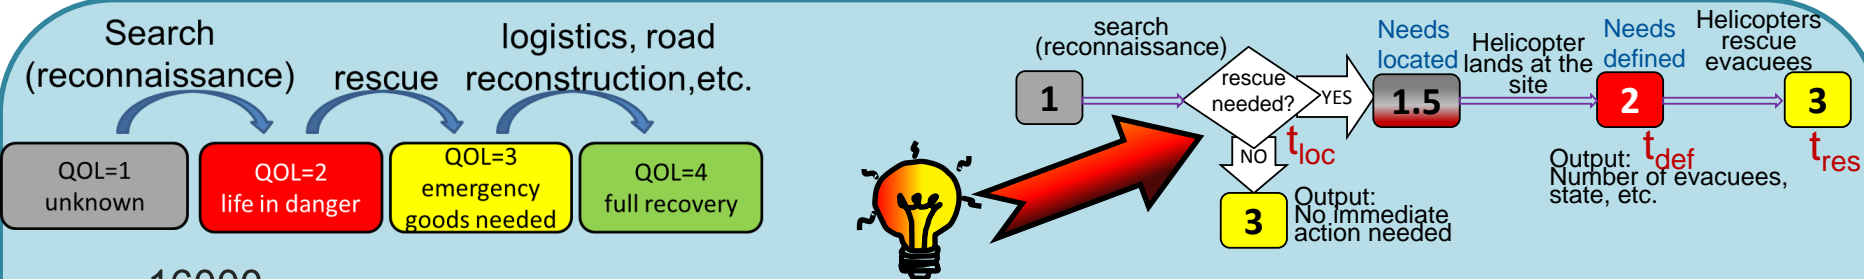 Search
(reconnaissance)
rescue
logistics, road
reconstruction,etc.
QOL=1
unknown
QOL=2
life in danger
QOL=3
emergency
goods needed
QOL=4
full recovery
search
(reconnaissance)
1
rescue
needed?
YES
NO
t loc
3
Output:
No immediate
action needed
Needs
located
1.5
Helicopter
lands at the
site
Needs
defined
2
t def
Output:
Number of evacuees,
state, etc.
Helicopters
rescue
evacuees
3
t res